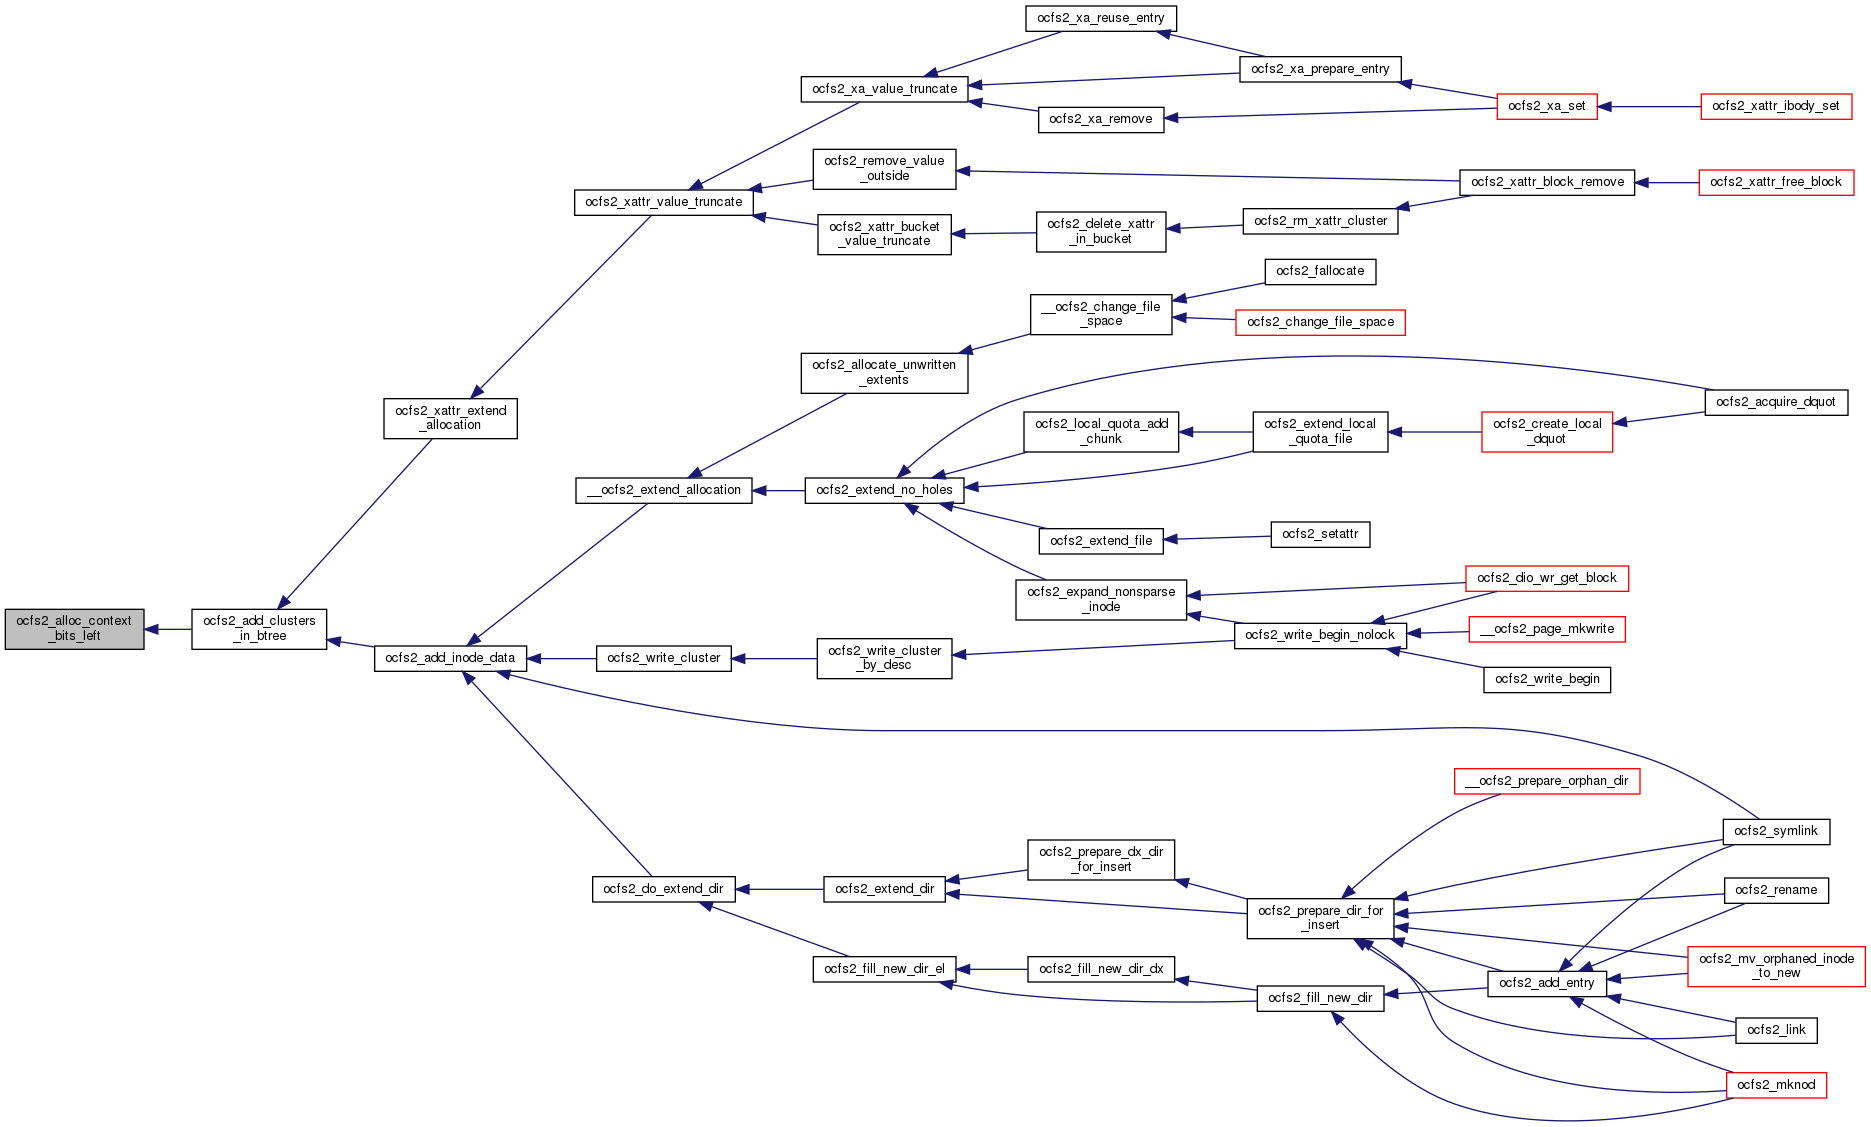 ocfs2_alloc_context
_bits_left
ocfs2_add_clusters
_in_btree
ocfs2_xattr_extend
_allocation
ocfs2_add_inode_data
ocfs2_xattr_value_truncate
__ocfs2_extend_allocation
ocfs2_write_cluster
ocfs2_do_extend_dir
ocfs2_xa_value_truncate
ocfs2_remove_value
_outside
ocfs2_xattr_bucket
_value_truncate
ocfs2_allocate_unwritten
_extents
ocfs2_extend_no_holes
ocfs2_write_cluster
_by_desc
ocfs2_extend_dir
ocfs2_fill_new_dir_el
ocfs2_xa_reuse_entry
ocfs2_xa_remove
ocfs2_delete_xattr
_in_bucket
__ocfs2_change_file
_space
ocfs2_local_quota_add
_chunk
ocfs2_extend_file
ocfs2_expand_nonsparse
_inode
ocfs2_prepare_dx_dir
_for_insert
ocfs2_fill_new_dir_dx
ocfs2_xa_prepare_entry
ocfs2_rm_xattr_cluster
ocfs2_fallocate
ocfs2_change_file_space
ocfs2_extend_local
_quota_file
ocfs2_setattr
ocfs2_write_begin_nolock
ocfs2_prepare_dir_for
_insert
ocfs2_fill_new_dir
ocfs2_xa_set
ocfs2_xattr_block_remove
ocfs2_create_local
_dquot
ocfs2_dio_wr_get_block
__ocfs2_page_mkwrite
ocfs2_write_begin
__ocfs2_prepare_orphan_dir
ocfs2_add_entry
ocfs2_xattr_ibody_set
ocfs2_xattr_free_block
ocfs2_acquire_dquot
ocfs2_symlink
ocfs2_rename
ocfs2_mv_orphaned_inode
_to_new
ocfs2_link
ocfs2_mknod